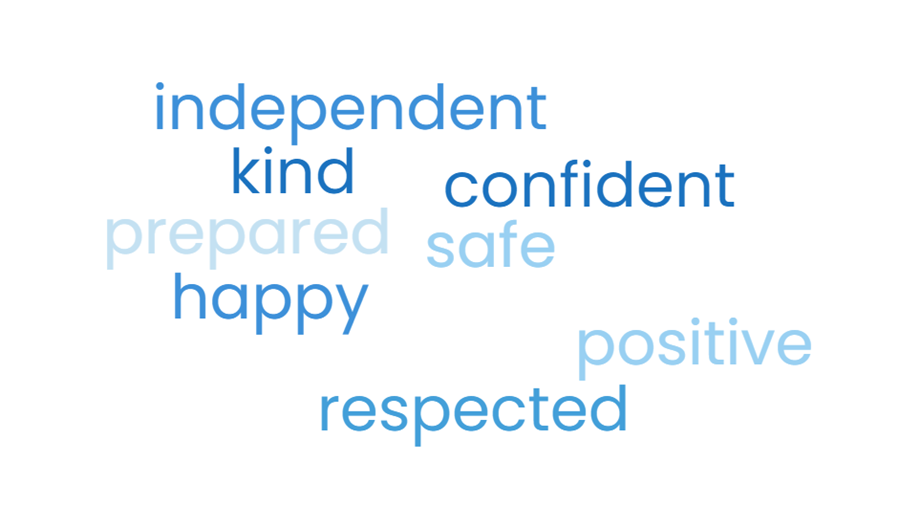 independent
kind
confident
prepared
safe
happy
positive
respected